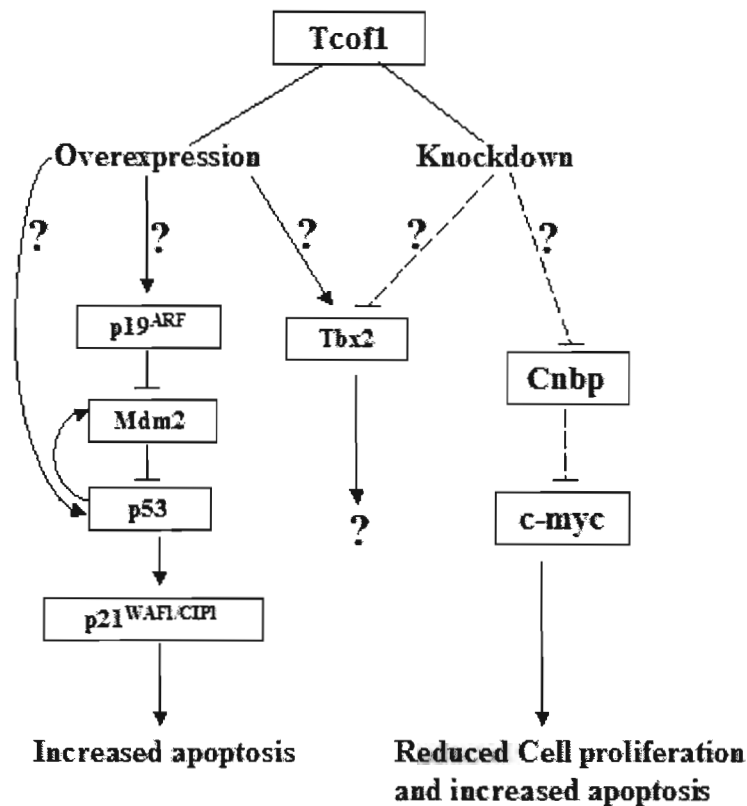 Tcof1
Overexpression
Knockdown
?
?
?
?
?
p19ARF
Tbx2
Cnbp
Mdm2
p53
c-myc
?
p21WAF1/CIP1
Increased apoptosis
Reduced Cell proliferation
and increased apoptosis